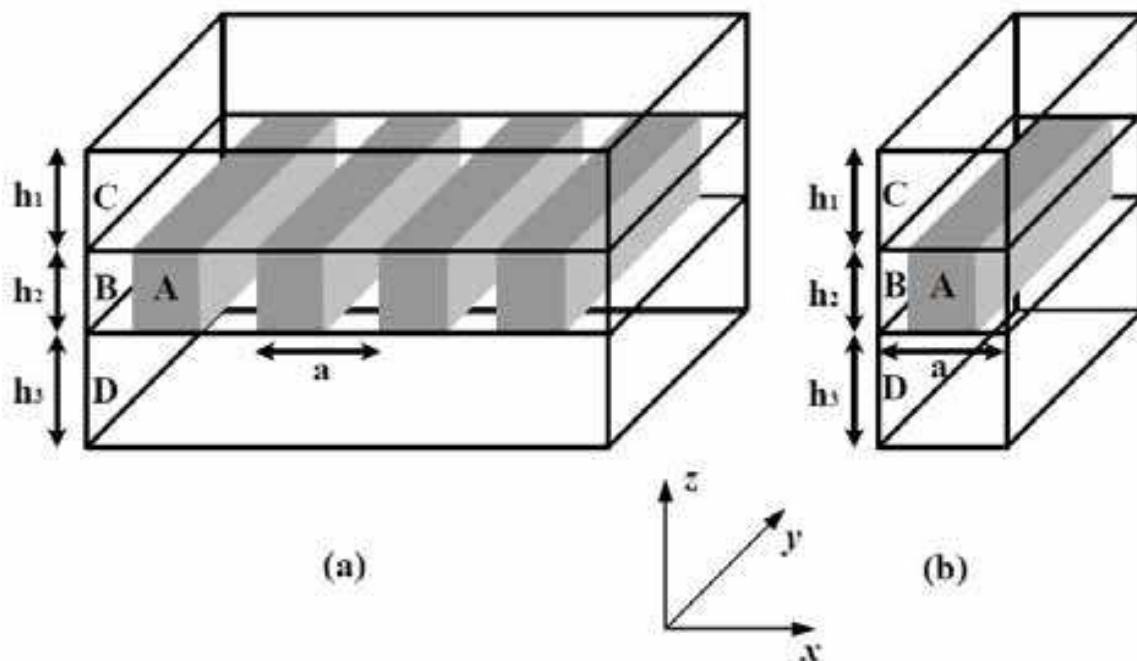 h1 C h1 C
h2 B A h2 B A
a a
h3 D h3 D
z
y
x
(a) (b)